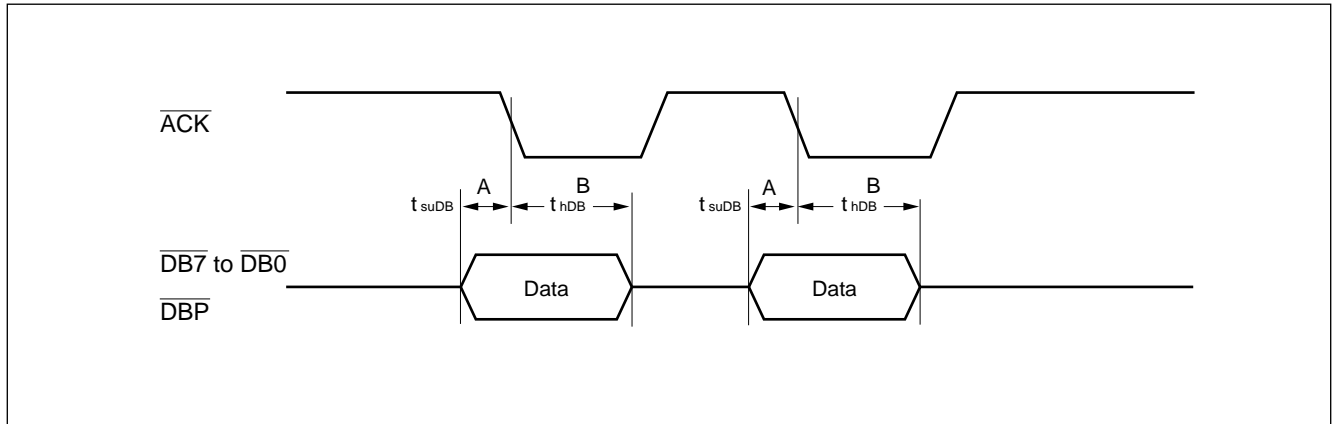 ACK
A B A B
t suDB t hDB t suDB t hDB
DB7 to DB0
Data Data
DBP